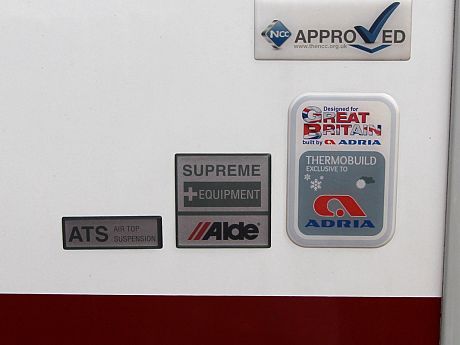 NCC APPROVED
www.thencc.org.uk
Designed for
GREAT
BRITAIN
built by ADRIA
THERMOBUILD
EXCLUSIVE TO
ADRIA
SUPREME
+EQUIPMENT
Alde
ATS AIR TOP
SUSPENSION